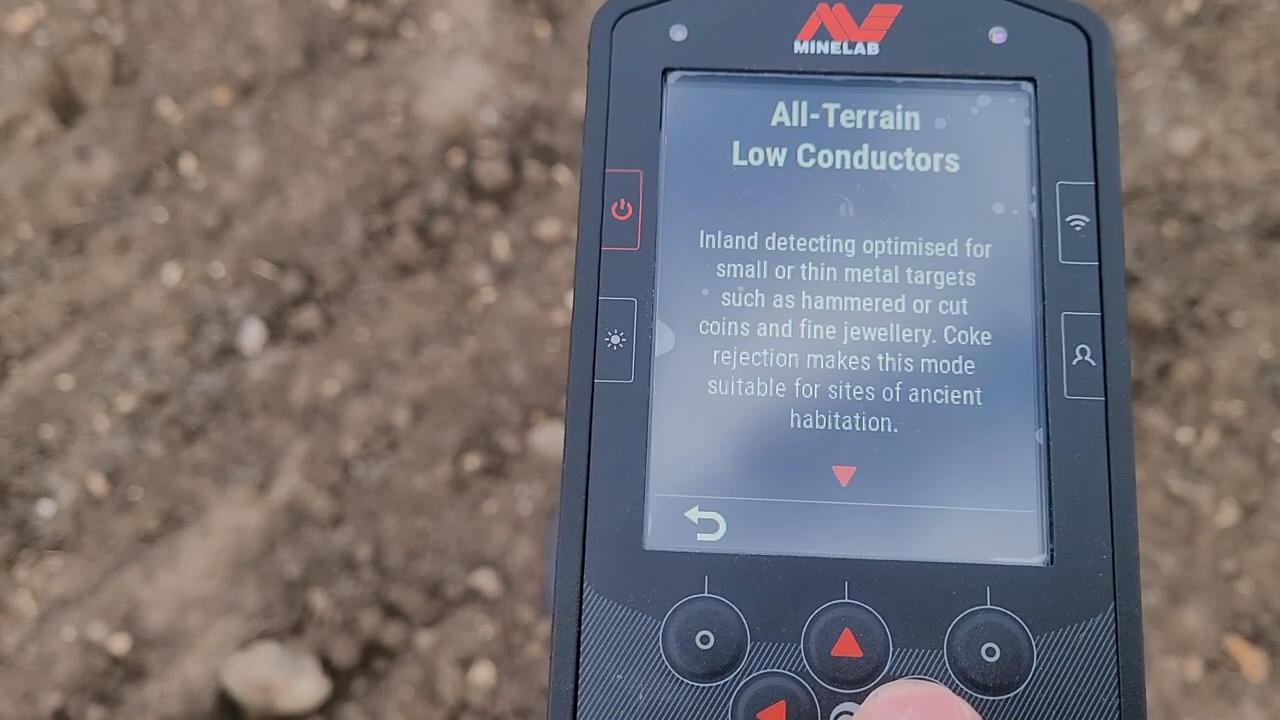 MINELAB
All-Terrain
Low Conductors
Inland detecting optimised for
small or thin metal targets
such as hammered or cut
coins and fine jewellery. Coke
rejection makes this mode
suitable for sites of ancient
habitation.